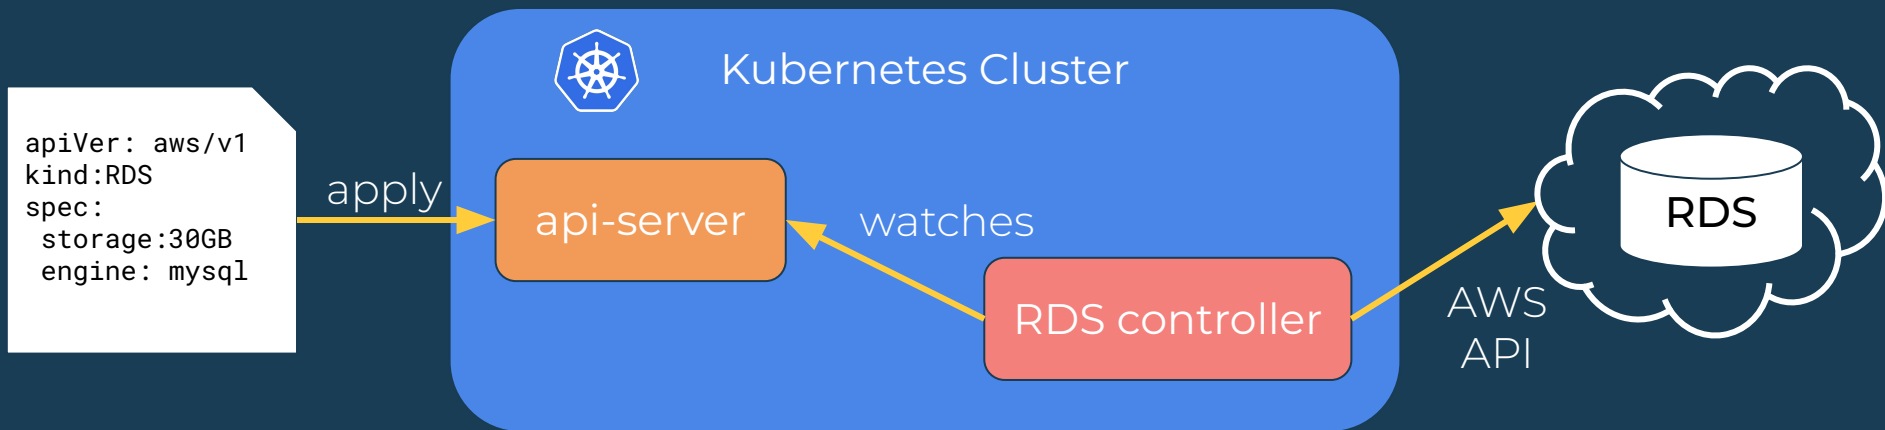 Kubernetes Cluster
apiVer: aws/v1
kind:RDS
spec:
 storage:30GB
 engine: mysql
apply
api-server
watches
RDS controller
AWS
API
RDS